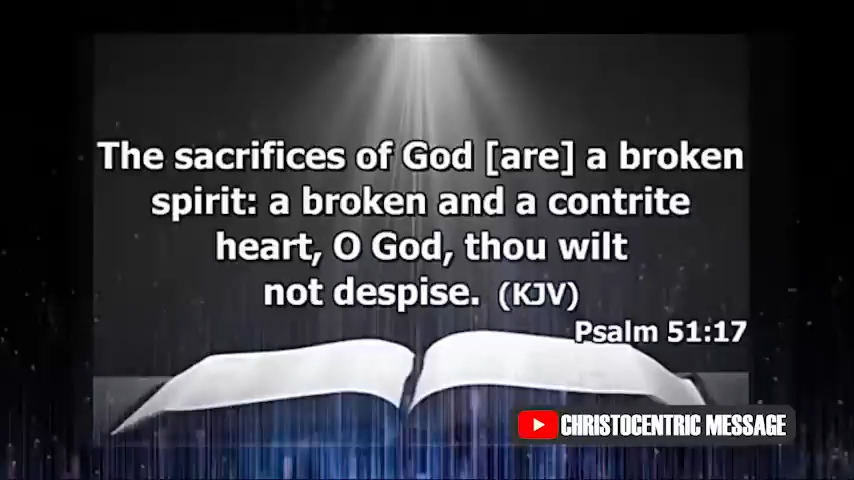 The sacrifices of God [are] a broken
spirit: a broken and a contrite
heart, O God, thou wilt
not despise. (KJV)
Psalm 51:17
CHRISTOCENTRIC MESSAGE